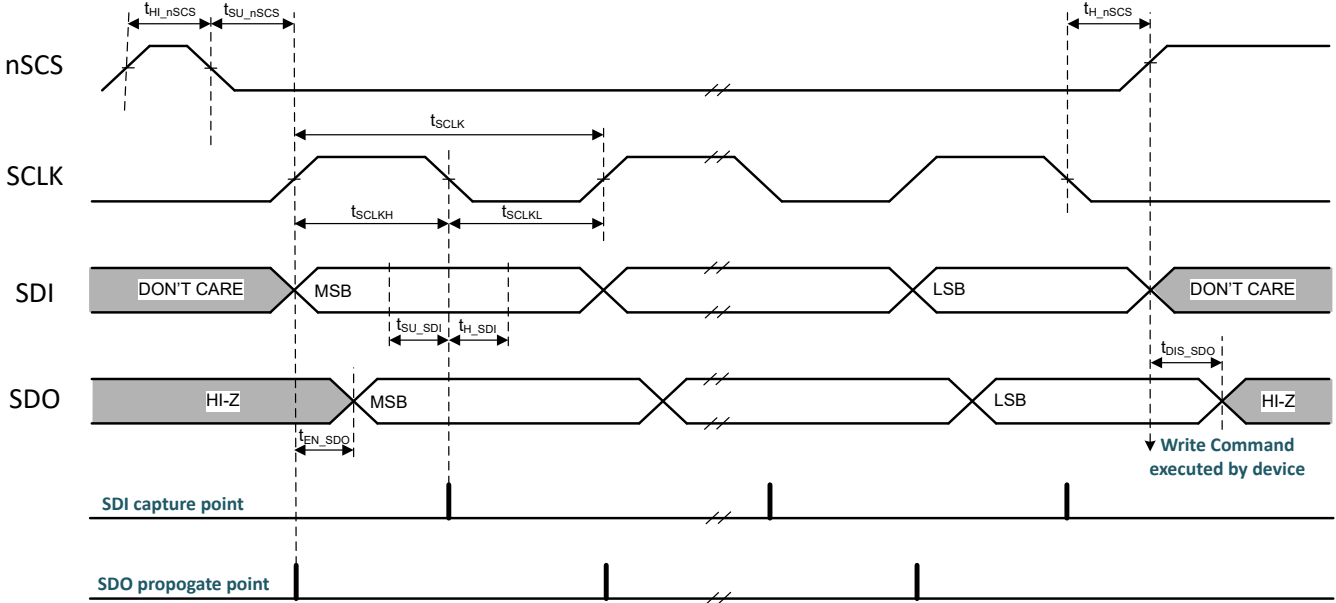 tHI_nSCS tSU_nSCS tH_nSCS
nSCS
tSCLK
SCLK
tSCLKH tSCLKL
SDI DON'T CARE MSB LSB DON'T CARE
tSU_SDI tH_SDI
tDIS_SDO
SDO HI-Z MSB LSB HI-Z
tEN_SDO
Write Command
executed by device
SDI capture point
SDO propogate point